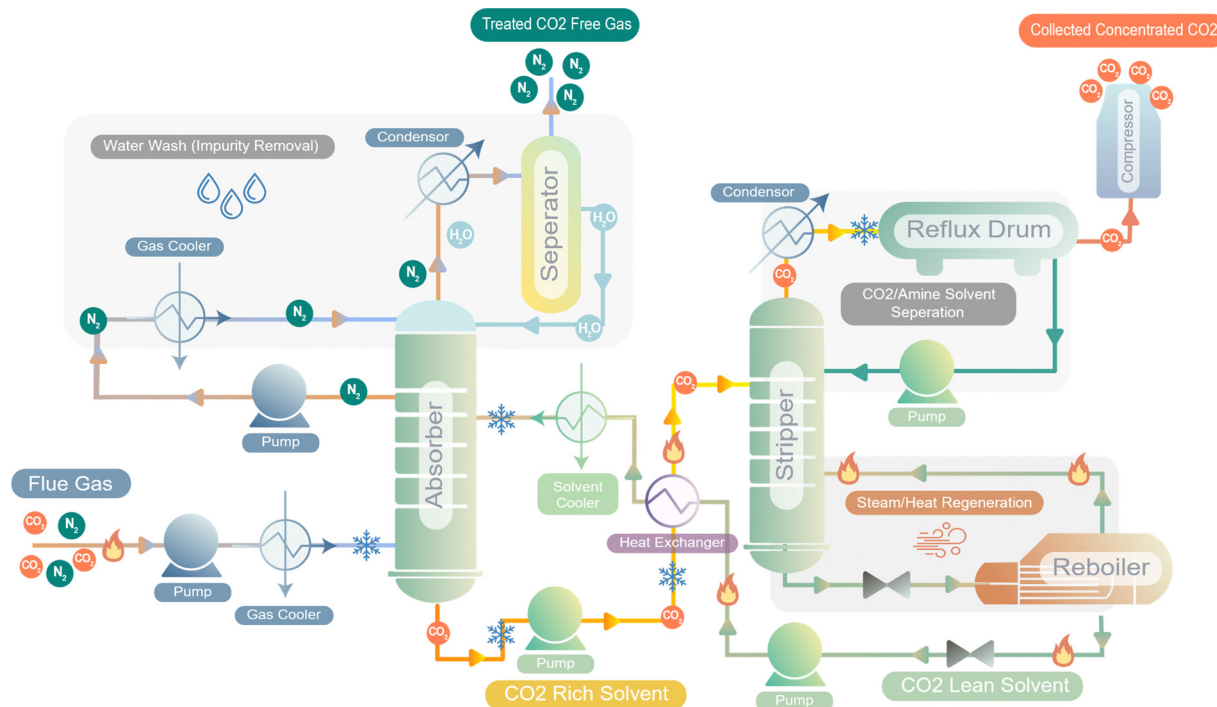 Treated CO2 Free Gas
Collected Concentrated CO2
N₂
N₂
N₂
N₂
N₂
CO₂
CO₂
CO₂
CO₂
Water Wash (Impurity Removal)
Condensor
Seperator
Compressor
H₂O
H₂O
N₂
Gas Cooler
N₂
N₂
H₂O
Condensor
Reflux Drum
CO₂
CO₂
CO2/Amine Solvent
Seperation
Pump
N₂
Pump
Absorber
CO₂
Stripper
Flue Gas
CO₂
N₂
CO₂
CO₂
N₂
Pump
Gas Cooler
Solvent
Cooler
Heat Exchanger
Steam/Heat Regeneration
Reboiler
CO₂
Pump
CO₂
CO2 Rich Solvent
Pump
CO2 Lean Solvent